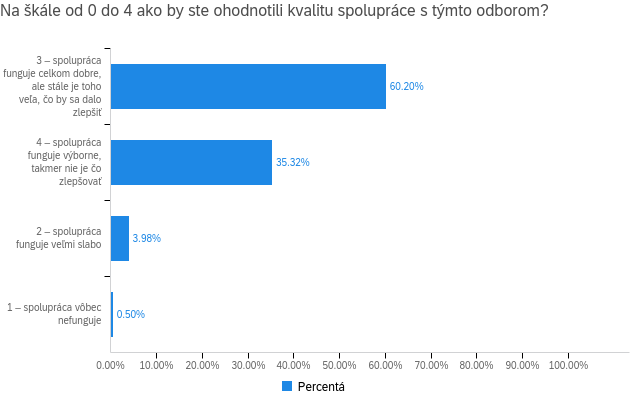 Na škále od 0 do 4 ako by ste ohodnotili kvalitu spolupráce s týmto odborom?
3 – spolupráca
funguje celkom dobre,
ale stále je toho
veľa, čo by sa dalo
zlepšiť
60.20%
4 – spolupráca
funguje výborne,
takmer nie je čo
zlepšovať
35.32%
2 – spolupráca
funguje veľmi slabo
3.98%
1 – spolupráca vôbec
nefunguje
0.50%
0.00% 10.00% 20.00% 30.00% 40.00% 50.00% 60.00% 70.00% 80.00% 90.00% 100.00%
Percentá